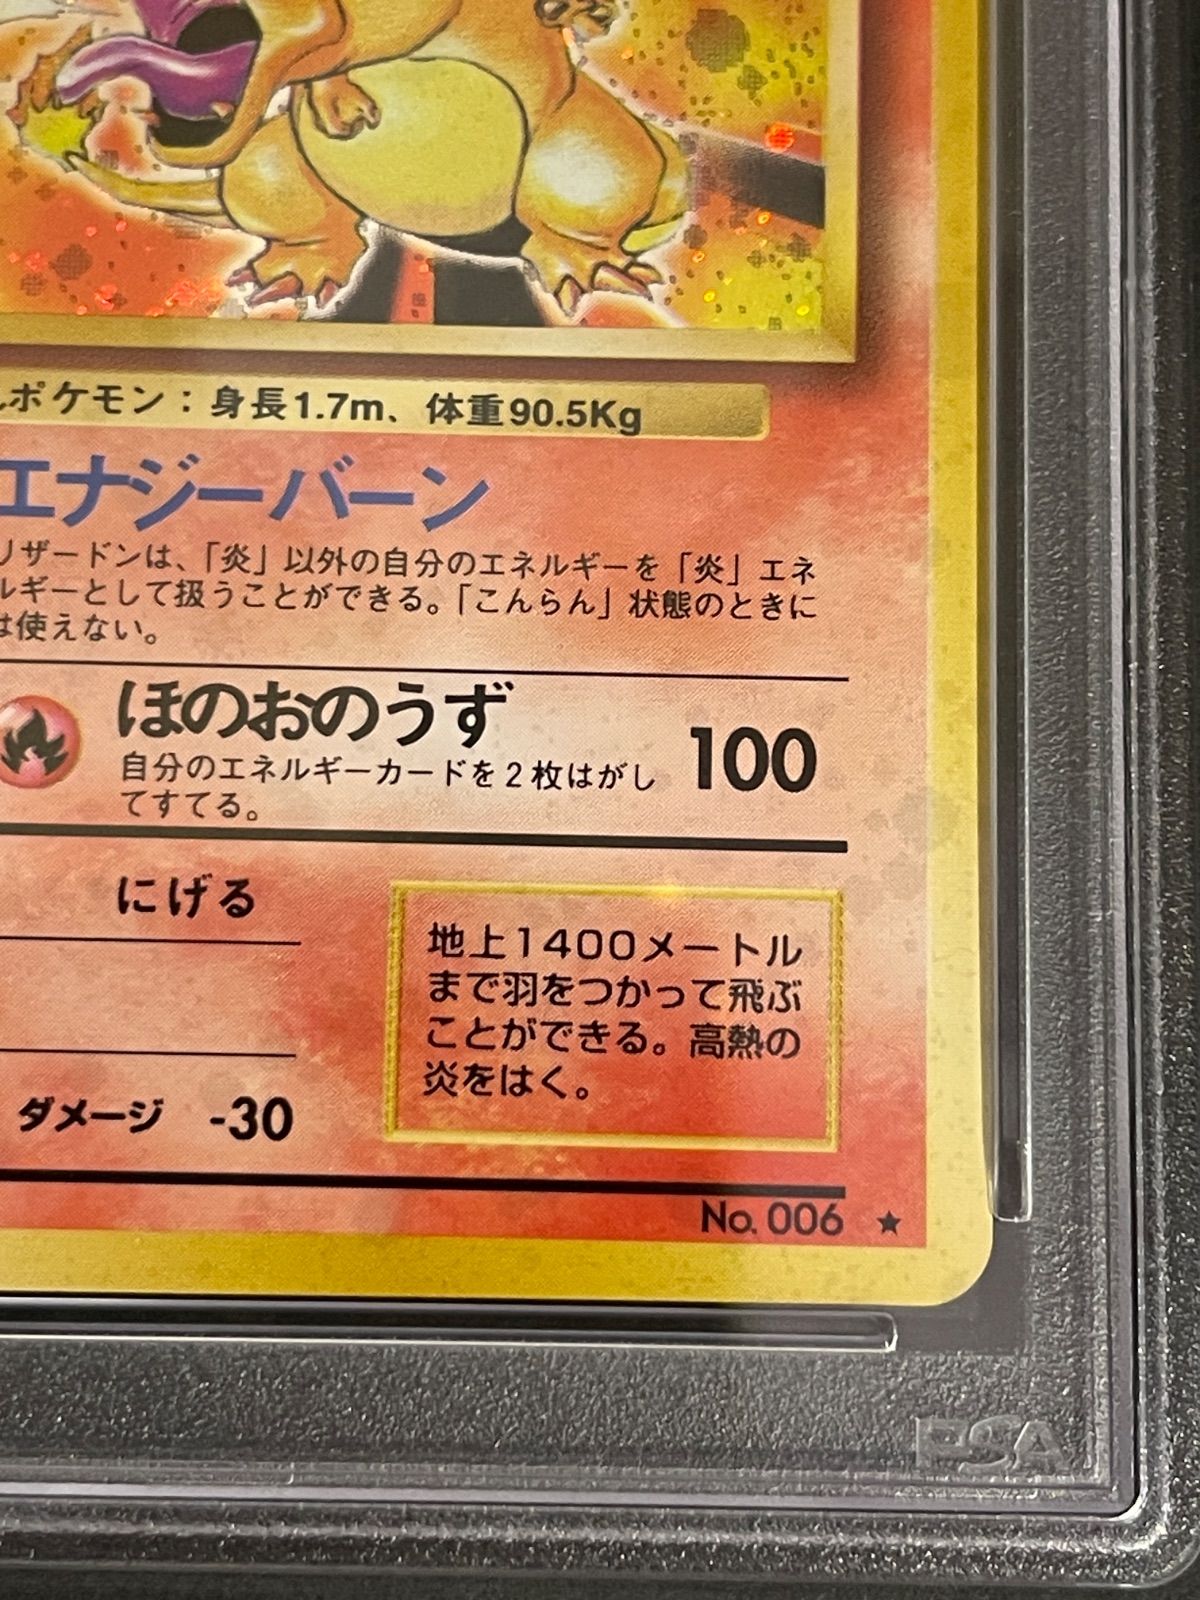 ポケモン：身長1.7m、体重90.5Kg
エナジーバーン
リザードンは、「炎」以外の自分のエネルギーを「炎」エネ
ルギーとして扱うことができる。「こんらん」状態のときに
は使えない。
ほのおのうず
100
自分のエネルギーカードを2枚はがし
てすてる。
にげる
地上1400メートル
まで羽をつかって飛ぶ
ことができる。高熱の
炎をはく。
ダメージ -30
No. 006 ★
PSA